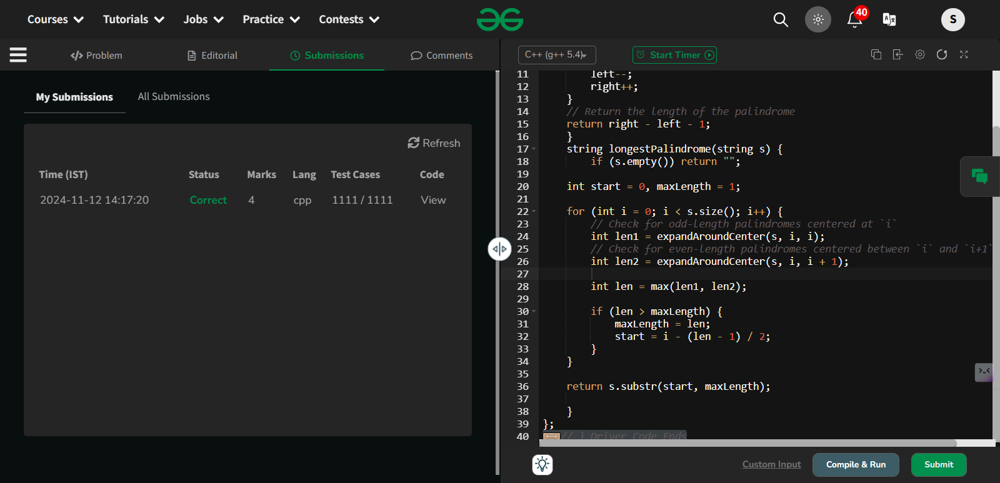 Courses Tutorials Jobs Practice Contests 40 S
Problem Editorial Submissions Comments
My Submissions All Submissions
Refresh
Time (IST) Status Marks Lang Test Cases Code
2024-11-12 14:17:20 Correct 4 cpp 1111 / 1111 View
C++ (g++ 5.4) Start Timer
11 left--;
12 right++;
13 }
14 // Return the length of the palindrome
15 return right - left - 1;
16 }
17 string longestPalindrome(string s) {
18 if (s.empty()) return "";
19
20 int start = 0, maxLength = 1;
21
22 for (int i = 0; i < s.size(); i++) {
23 // Check for odd-length palindromes centered at `i`
24 int len1 = expandAroundCenter(s, i, i);
25 // Check for even-length palindromes centered between `i` and `i+1`
26 int len2 = expandAroundCenter(s, i, i + 1);
27
28 int len = max(len1, len2);
29
30 if (len > maxLength) {
31 maxLength = len;
32 start = i - (len - 1) / 2;
33 }
34 }
35
36 return s.substr(start, maxLength);
37
38 }
39 };
40 // } Driver Code Ends
Custom Input Compile & Run Submit